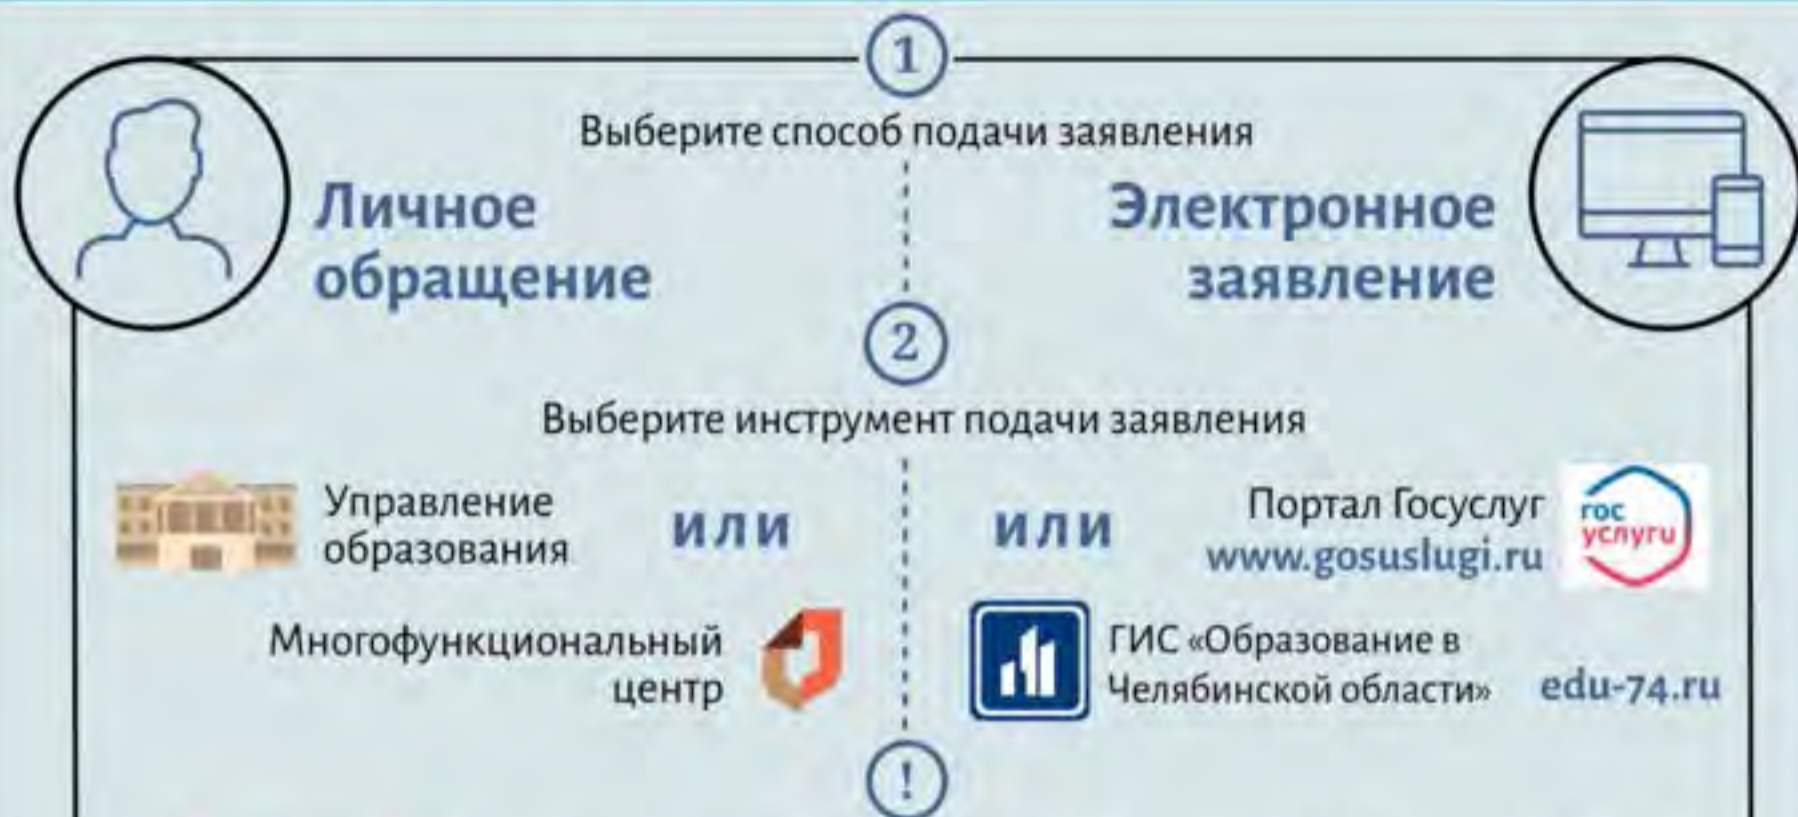 1
Выберите способ подачи заявления
Личное
обращение
Электронное
заявление
2
Выберите инструмент подачи заявления
Управление
образования
или
Многофункциональный
центр
или
Портал Госуслуг
www.gosuslugi.ru
гос
услуги
ГИС «Образование в
Челябинской области»
edu-74.ru
!